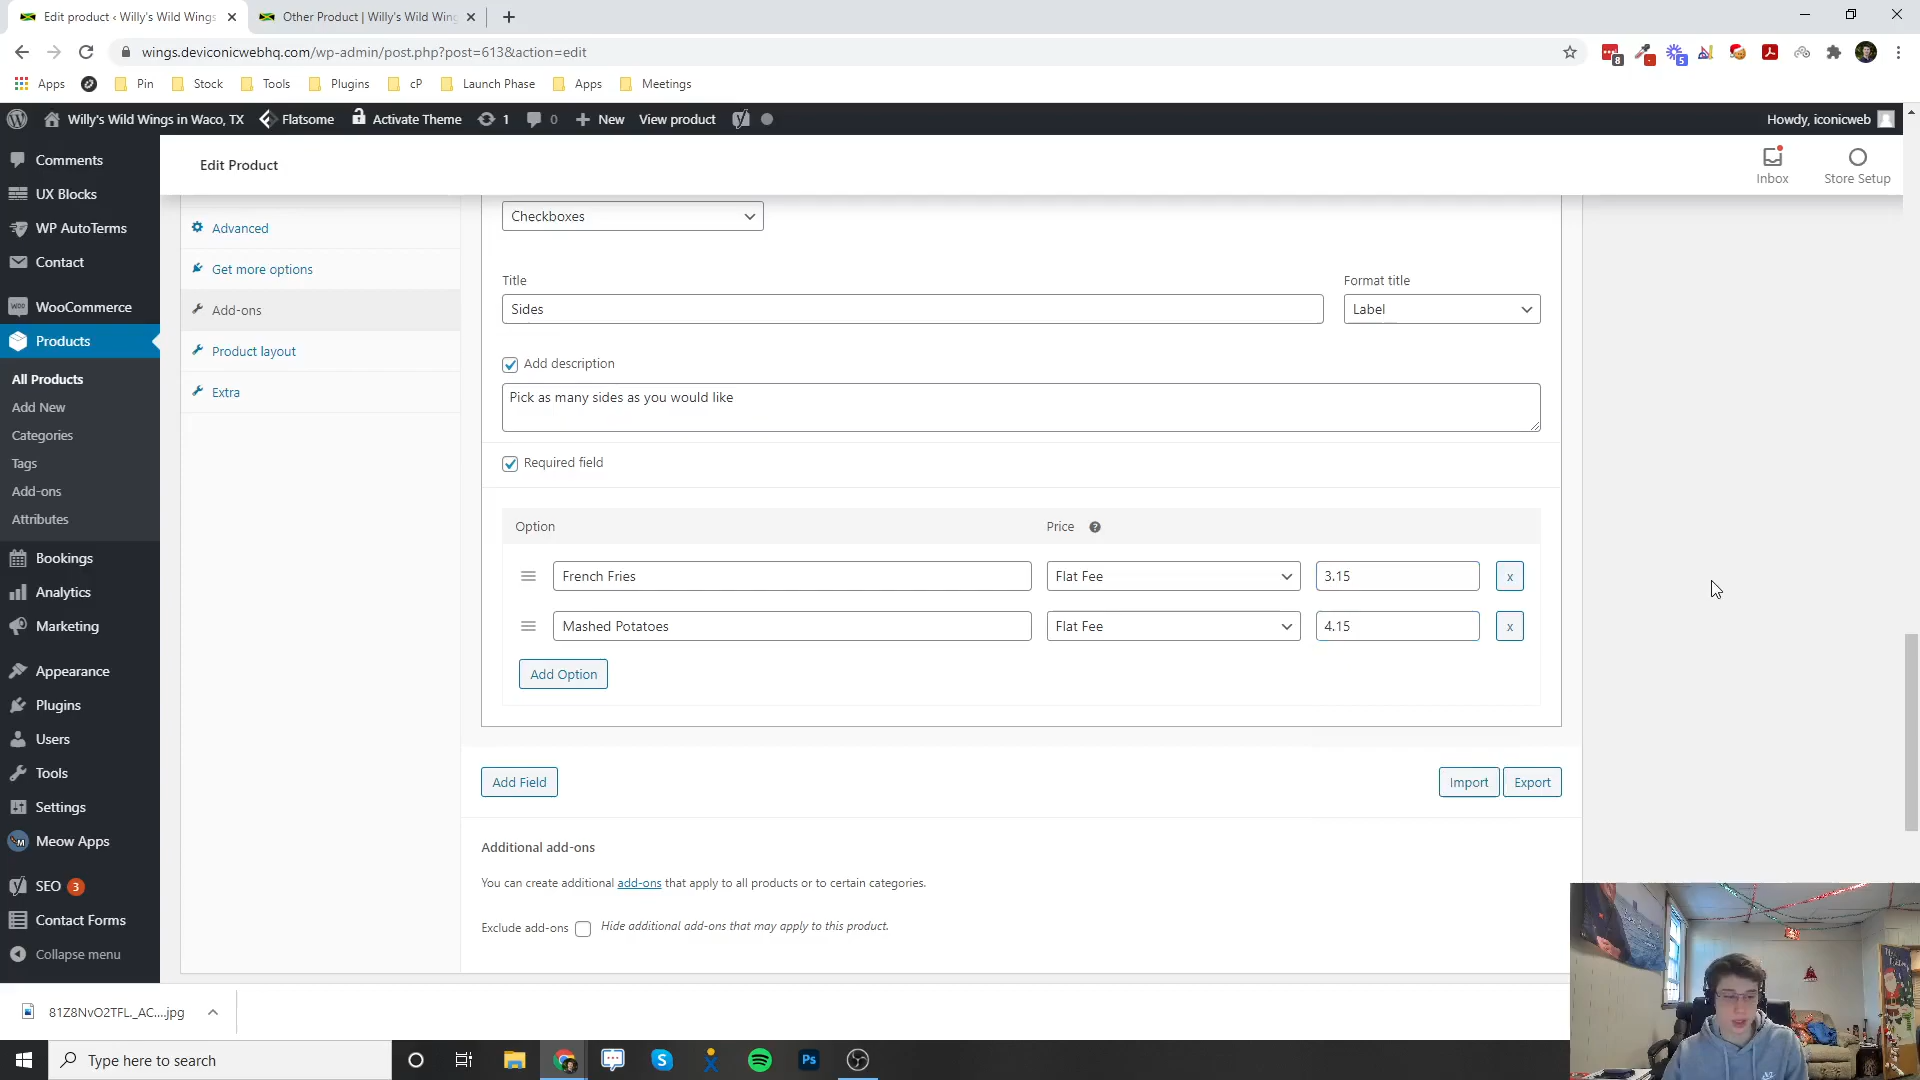 Edit product ‹ Willy's Wild Wings
Other Product | Willy's Wild Wing
wings.deviconicwebhq.com/wp-admin/post.php?post=613&action=edit
8
5
Apps
Pin
Stock
Tools
Plugins
cP
Launch Phase
Apps
Meetings
Willy's Wild Wings in Waco, TX
Flatsome
Activate Theme
1
0
New
View product
Howdy, iconicweb
Comments
UX Blocks
WP AutoTerms
Contact
WooCommerce
Products
All Products
Add New
Categories
Tags
Add-ons
Attributes
Bookings
Analytics
Marketing
Appearance
Plugins
Users
Tools
Settings
Meow Apps
SEO 3
Contact Forms
Collapse menu
Edit Product
Inbox
Store Setup
Advanced
Get more options
Add-ons
Product layout
Extra
Checkboxes
Title
Format title
Sides
Label
Add description
Pick as many sides as you would like
Required field
Option
Price ?
French Fries
Flat Fee
3.15
x
Mashed Potatoes
Flat Fee
4.15
x
Add Option
Add Field
Import
Export
Additional add-ons
You can create additional add-ons that apply to all products or to certain categories.
Exclude add-ons
Hide additional add-ons that may apply to this product.
81Z8NvO2TFL._AC....jpg
Type here to search
S
Ps